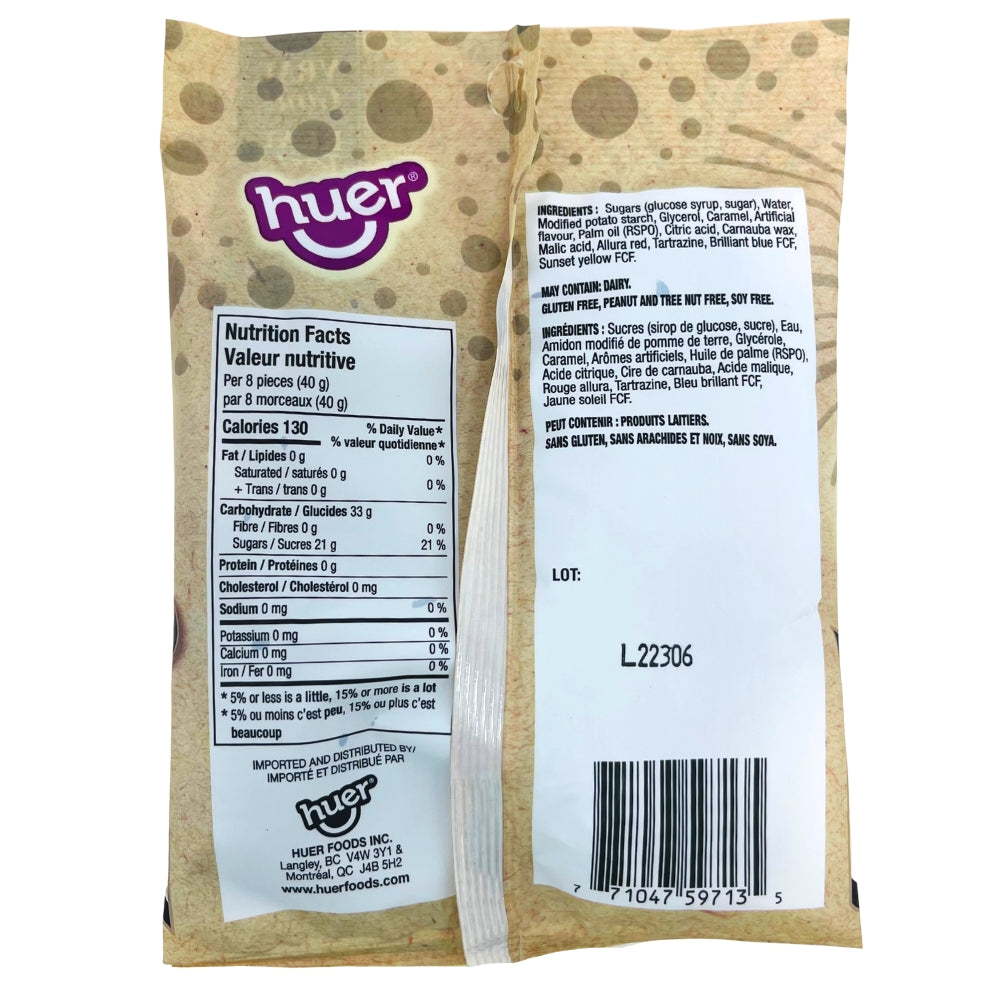 huer®
Nutrition Facts
Valeur nutritive
Per 8 pieces (40 g)
par 8 morceaux (40 g)
Calories 130
% Daily Value*
% valeur quotidienne*
Fat / Lipides 0 g 0 %
Saturated / saturés 0 g
+ Trans / trans 0 g 0 %
Carbohydrate / Glucides 33 g
Fibre / Fibres 0 g 0 %
Sugars / Sucres 21 g 21 %
Protein / Protéines 0 g
Cholesterol / Cholestérol 0 mg
Sodium 0 mg 0 %
Potassium 0 mg 0 %
Calcium 0 mg 0 %
Iron / Fer 0 mg 0 %
* 5% or less is a little, 15% or more is a lot
* 5% ou moins c'est peu, 15% ou plus c'est
beaucoup
IMPORTED AND DISTRIBUTED BY/
IMPORTÉ ET DISTRIBUÉ PAR
huer®
HUER FOODS INC.
Langley, BC V4W 3Y1 &
Montréal, QC J4B 5H2
www.huerfoods.com
INGREDIENTS : Sugars (glucose syrup, sugar), Water,
Modified potato starch, Glycerol, Caramel, Artificial
flavour, Palm oil (RSPO), Citric acid, Carnauba wax,
Malic acid, Allura red, Tartrazine, Brilliant blue FCF,
Sunset yellow FCF.
MAY CONTAIN: DAIRY.
GLUTEN FREE, PEANUT AND TREE NUT FREE, SOY FREE.
INGRÉDIENTS : Sucres (sirop de glucose, sucre), Eau,
Amidon modifié de pomme de terre, Glycérole,
Caramel, Arômes artificiels, Huile de palme (RSPO),
Acide citrique, Cire de carnauba, Acide malique,
Rouge allura, Tartrazine, Bleu brillant FCF,
Jaune soleil FCF.
PEUT CONTENIR : PRODUITS LAITIERS.
SANS GLUTEN, SANS ARACHIDES ET NOIX, SANS SOYA.
LOT:
L22306
7 71047 59713 5